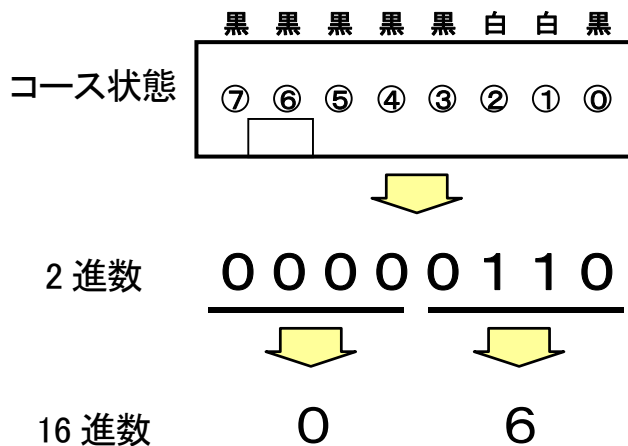 黒 黒 黒 黒 黒 白 白 黒
コース状態 ⑦ ⑥ ⑤ ④ ③ ② ① ⓪
2 進数 0 0 0 0 0 1 1 0
16 進数 0 6